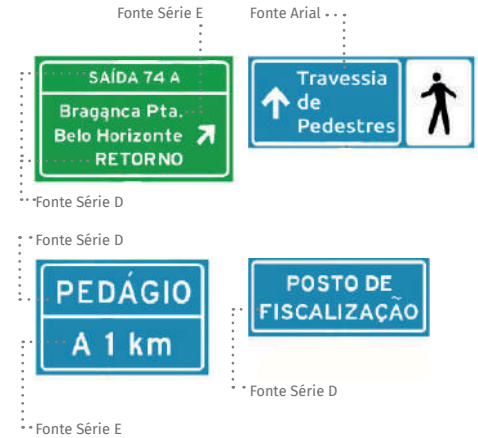 Fonte Série E
Fonte Arial
SAÍDA 74 A
Bragança Pta.
Belo Horizonte
RETORNO
Travessia
de
Pedestres
Fonte Série D
Fonte Série D
PEDÁGIO
A 1 km
POSTO DE
FISCALIZAÇÃO
Fonte Série D
Fonte Série E